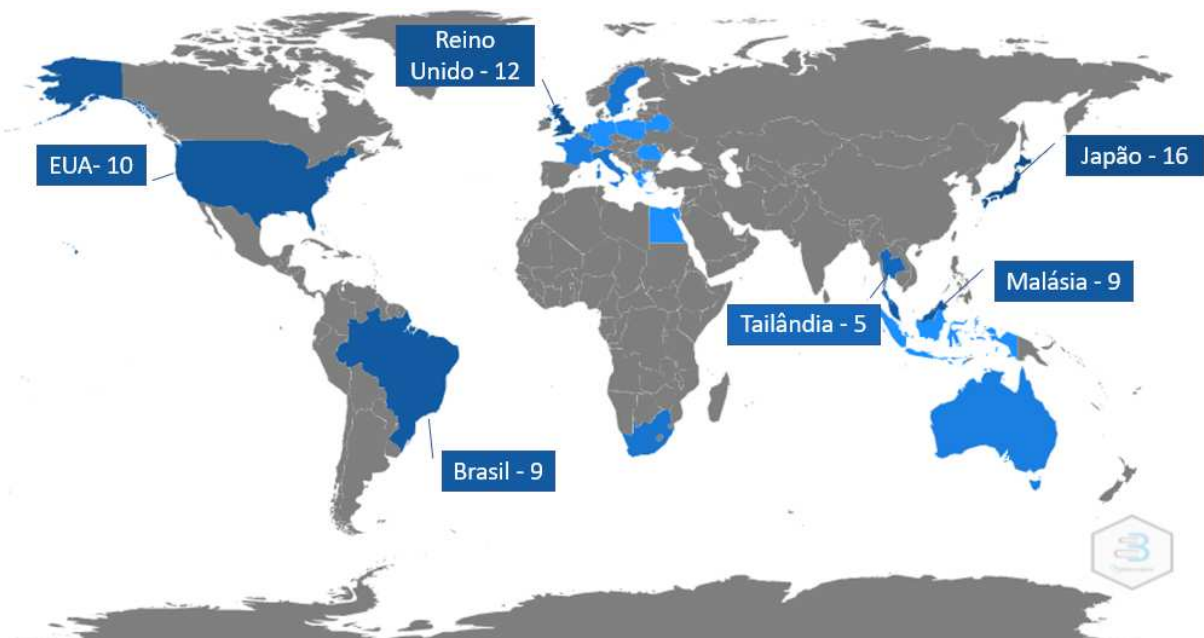 Reino
Unido - 12
EUA- 10
Japão - 16
Malásia - 9
Tailândia - 5
Brasil - 9